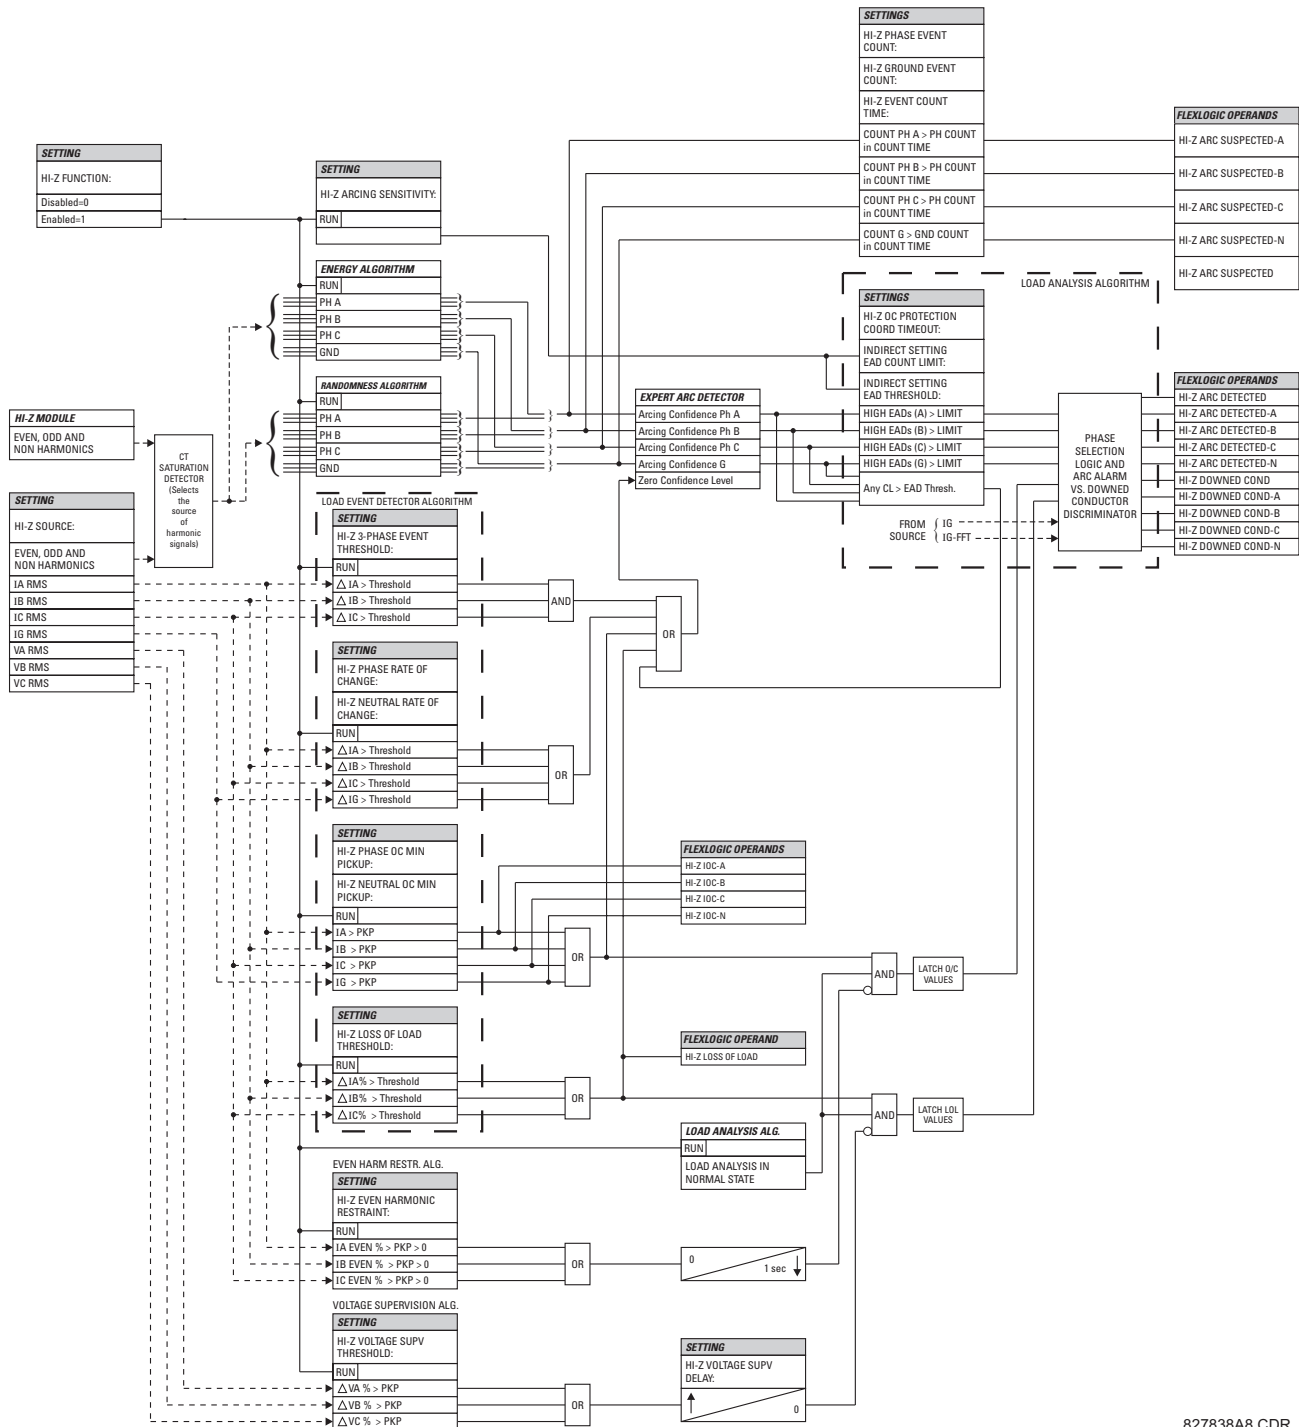 SETTINGS
HI-Z PHASE EVENT
COUNT:
HI-Z GROUND EVENT
COUNT:
HI-Z EVENT COUNT
TIME:
COUNT PH A > PH COUNT
in COUNT TIME
COUNT PH B > PH COUNT
in COUNT TIME
COUNT PH C > PH COUNT
in COUNT TIME
COUNT G > GND COUNT
in COUNT TIME
FLEXLOGIC OPERANDS
HI-Z ARC SUSPECTED-A
HI-Z ARC SUSPECTED-B
HI-Z ARC SUSPECTED-C
HI-Z ARC SUSPECTED-N
HI-Z ARC SUSPECTED
SETTING
HI-Z FUNCTION:
Disabled=0
Enabled=1
SETTING
HI-Z ARCING SENSITIVITY:
RUN
ENERGY ALGORITHM
RUN
PH A
PH B
PH C
GND
RANDOMNESS ALGORITHM
RUN
PH A
PH B
PH C
GND
HI-Z MODULE
EVEN, ODD AND
NON HARMONICS
CT
SATURATION
DETECTOR
(Selects
the
source
of
harmonic
signals)
SETTING
HI-Z SOURCE:
EVEN, ODD AND
NON HARMONICS
IA RMS
IB RMS
IC RMS
IG RMS
VA RMS
VB RMS
VC RMS
EXPERT ARC DETECTOR
Arcing Confidence Ph A
Arcing Confidence Ph B
Arcing Confidence Ph C
Arcing Confidence G
Zero Confidence Level
LOAD ANALYSIS ALGORITHM
SETTINGS
HI-Z OC PROTECTION
COORD TIMEOUT:
INDIRECT SETTING
EAD COUNT LIMIT:
INDIRECT SETTING
EAD THRESHOLD:
HIGH EADs (A) > LIMIT
HIGH EADs (B) > LIMIT
HIGH EADs (C) > LIMIT
HIGH EADs (G) > LIMIT
Any CL > EAD Thresh.
FROM
SOURCE
IG
IG-FFT
PHASE
SELECTION
LOGIC AND
ARC ALARM
VS. DOWNED
CONDUCTOR
DISCRIMINATOR
FLEXLOGIC OPERANDS
HI-Z ARC DETECTED
HI-Z ARC DETECTED-A
HI-Z ARC DETECTED-B
HI-Z ARC DETECTED-C
HI-Z ARC DETECTED-N
HI-Z DOWNED COND
HI-Z DOWNED COND-A
HI-Z DOWNED COND-B
HI-Z DOWNED COND-C
HI-Z DOWNED COND-N
LOAD EVENT DETECTOR ALGORITHM
SETTING
HI-Z 3-PHASE EVENT
THRESHOLD:
RUN
△ IA > Threshold
△ IB > Threshold
△ IC > Threshold
AND
OR
SETTING
HI-Z PHASE RATE OF
CHANGE:
HI-Z NEUTRAL RATE OF
CHANGE:
RUN
△ IA > Threshold
△ IB > Threshold
△ IC > Threshold
△ IG > Threshold
OR
SETTING
HI-Z PHASE OC MIN
PICKUP:
HI-Z NEUTRAL OC MIN
PICKUP:
RUN
IA > PKP
IB > PKP
IC > PKP
IG > PKP
OR
FLEXLOGIC OPERANDS
HI-Z IOC-A
HI-Z IOC-B
HI-Z IOC-C
HI-Z IOC-N
AND
LATCH O/C
VALUES
SETTING
HI-Z LOSS OF LOAD
THRESHOLD:
RUN
△ IA% > Threshold
△ IB% > Threshold
△ IC% > Threshold
OR
FLEXLOGIC OPERAND
HI-Z LOSS OF LOAD
AND
LATCH LOL
VALUES
LOAD ANALYSIS ALG.
RUN
LOAD ANALYSIS IN
NORMAL STATE
EVEN HARM RESTR. ALG.
SETTING
HI-Z EVEN HARMONIC
RESTRAINT:
RUN
IA EVEN % > PKP > 0
IB EVEN % > PKP > 0
IC EVEN % > PKP > 0
OR
0
1 sec
VOLTAGE SUPERVISION ALG.
SETTING
HI-Z VOLTAGE SUPV
THRESHOLD:
RUN
△ VA % > PKP
△ VB % > PKP
△ VC % > PKP
OR
SETTING
HI-Z VOLTAGE SUPV
DELAY:
0
827838A8.CDR